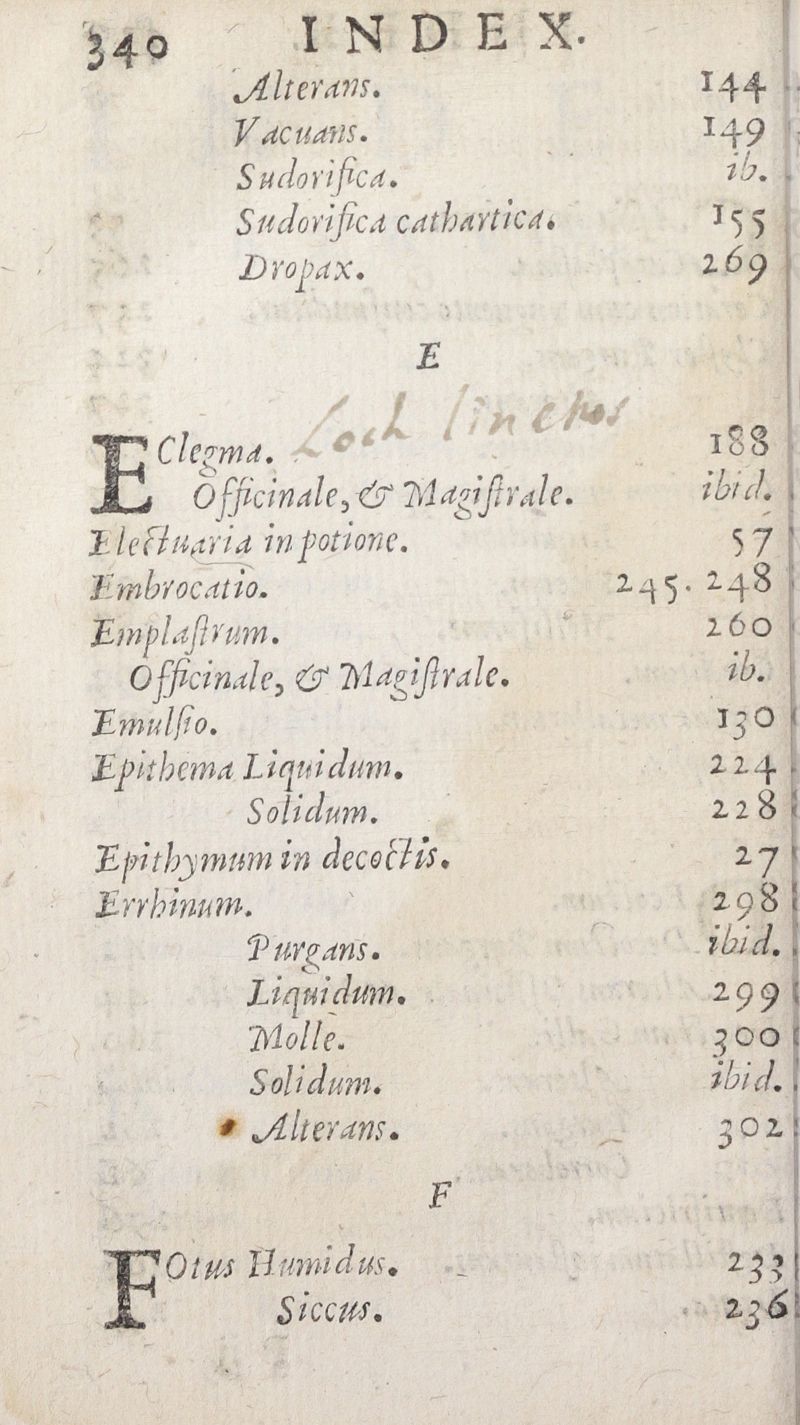 340 INDEX.
Alterans. 144
Vacuans. 149
Sudorifica. ib.
Sudorifica cathartica. 155
Dropax. 269
E
Loch linctus
EClegma. 188
Officinale, & Magiſtrale. ibid.
Electuaria in potione. 57
Embrocatio. 245. 248
Emplaſtrum. 260
Officinale, & Magiſtrale. ib.
Emulſio. 130
Epithema Liquidum. 224
Solidum. 228
Epithymum in decoctis. 27
Errhinum. 298
Purgans. ibid.
Liquidum. 299
Molle. 300
Solidum. ibid.
Alterans. 302
F
FOtus Humidus. 233
Siccus. 236